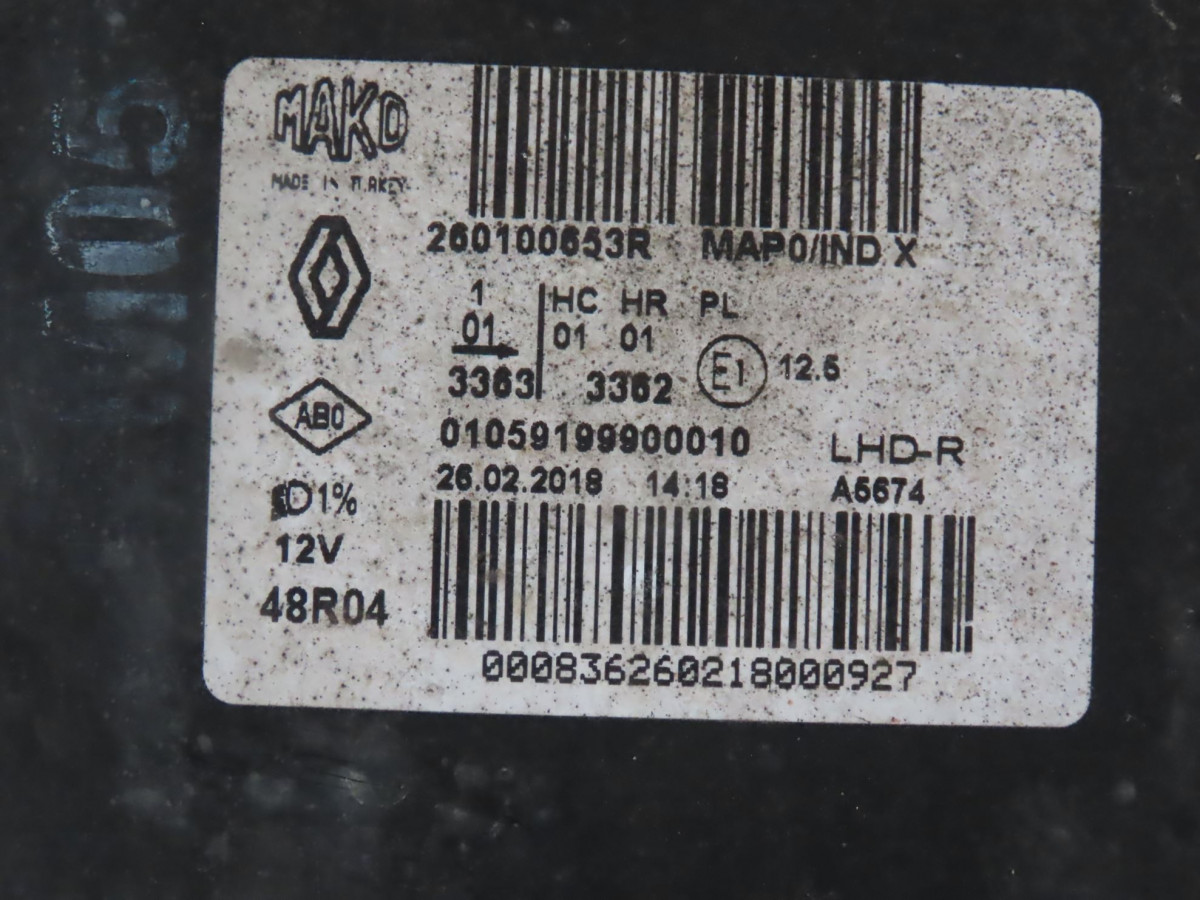 MAKO
MADE IN TURKEY
260100653R MAP0/IND X
1 HC HR PL
01 01 01
3363 3362 E1 12.5
AB0
01059199900010 LHD-R
26.02.2018 14:18 A5674
D1%
12V
48R04
000836260218000927